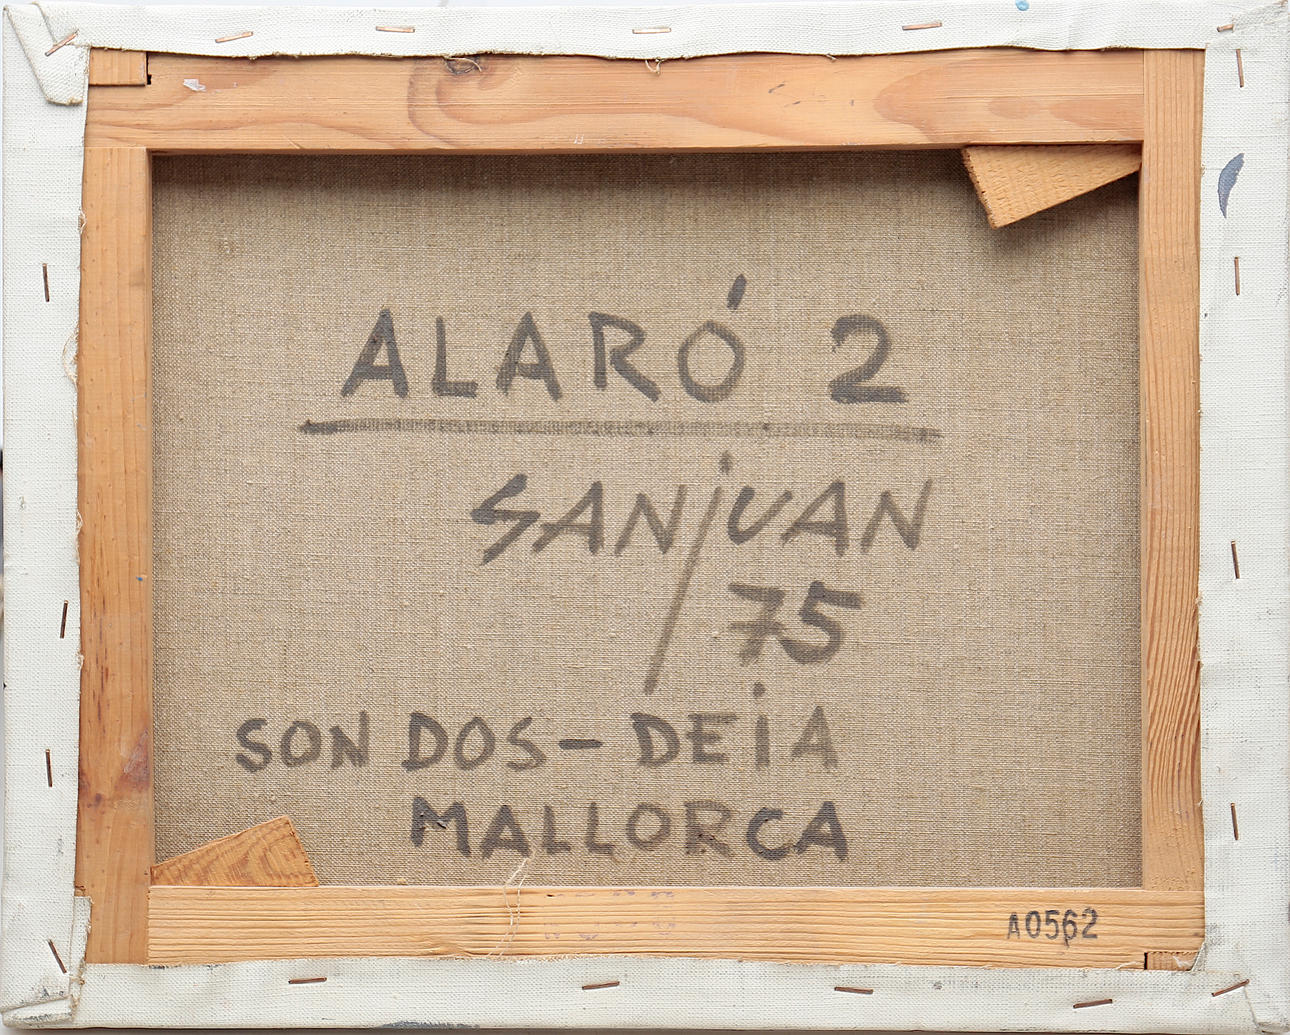 ALARÓ 2
SANjUAN
75
SON DOS - DEiA
MALLORCA
A0562